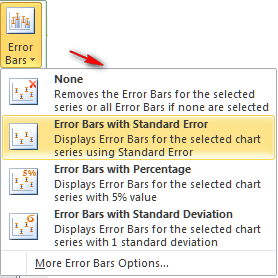 Error
Bars
None
Removes the Error Bars for the selected
series or all Error Bars if none are selected
Error Bars with Standard Error
Displays Error Bars for the selected chart
series using Standard Error
5%
Error Bars with Percentage
Displays Error Bars for the selected chart
series with 5% value
Error Bars with Standard Deviation
Displays Error Bars for the selected chart
series with 1 standard deviation
More Error Bars Options...